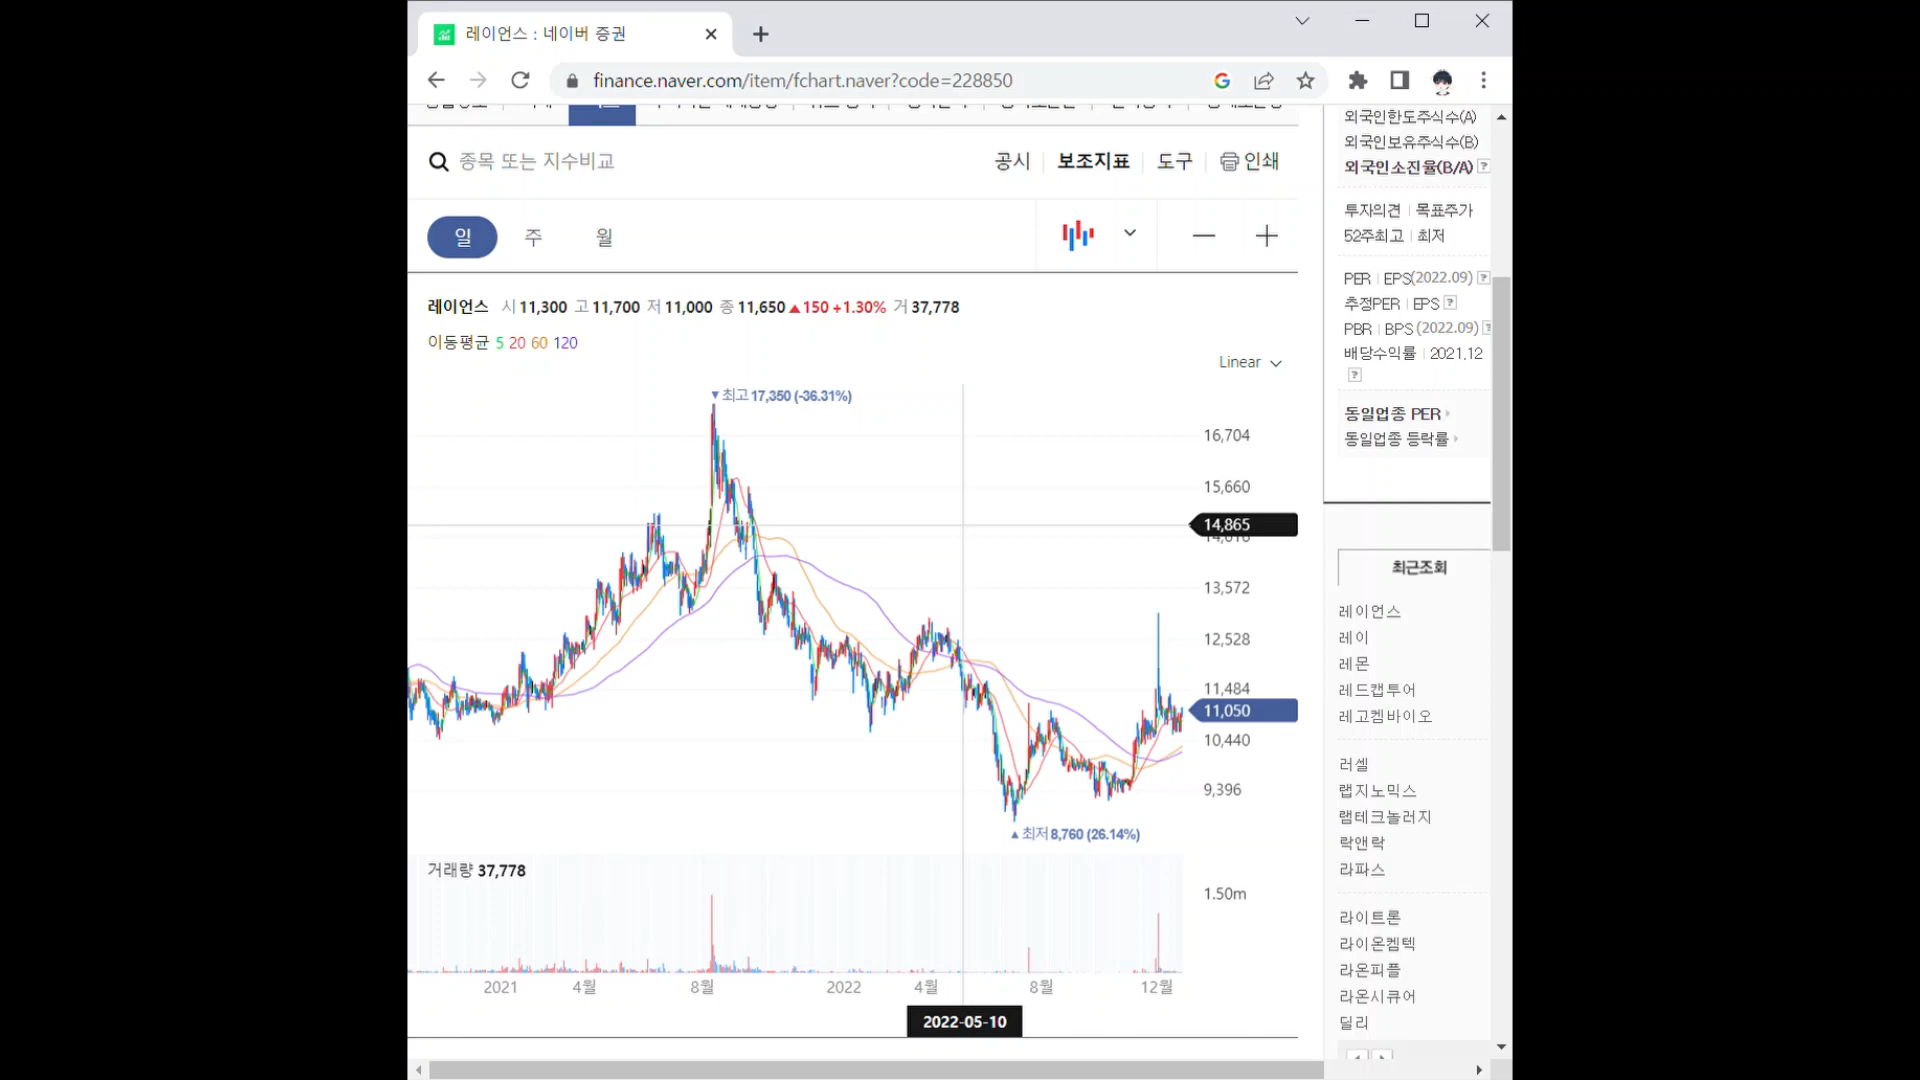 레이언스 : 네이버 증권
finance.naver.com/item/fchart.naver?code=228850
종목 또는 지수비교
공시 보조지표 도구 인쇄
일 주 월
레이언스 시 11,300 고 11,700 저 11,000 종 11,650 ▲150 +1.30% 거 37,778
이동평균 5 20 60 120
Linear
▼최고 17,350 (-36.31%)
16,704
15,660
14,865
13,572
12,528
11,484
11,050
10,440
9,396
▲최저 8,760 (26.14%)
거래량 37,778
1.50m
2021 4월 8월 2022 4월 8월 12월
2022-05-10
외국인한도주식수(A)
외국인보유주식수(B)
외국인소진율(B/A) ?
투자의견 | 목표주가
52주최고 | 최저
PER | EPS(2022.09) ?
추정PER | EPS ?
PBR | BPS (2022.09) ?
배당수익률 | 2021.12
?
동일업종 PER
동일업종 등락률
최근조회
레이언스
레이
레몬
레드캡투어
레고켐바이오
러셀
랩지노믹스
램테크놀러지
락앤락
라파스
라이트론
라이온켐텍
라온피플
라온시큐어
딜리